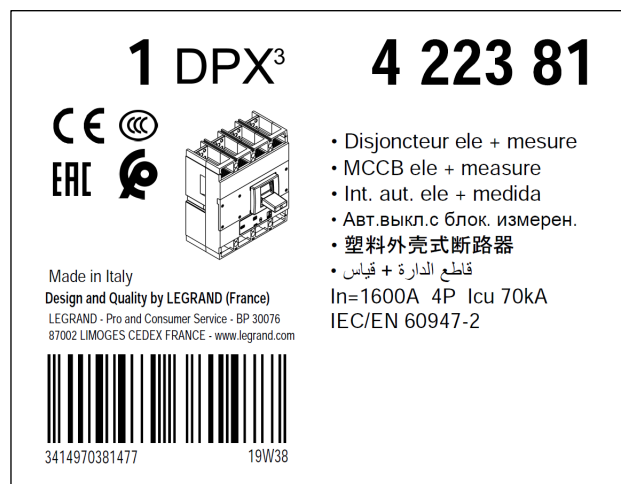 1 DPX³
4 223 81
CE CCC
EAC
• Disjoncteur ele + mesure
• MCCB ele + measure
• Int. aut. ele + medida
• Авт.выкл.с блок. измерен.
• 塑料外壳式断路器
• قاطع الدارة + قياس
In=1600A 4P Icu 70kA
IEC/EN 60947-2
Made in Italy
Design and Quality by LEGRAND (France)
LEGRAND - Pro and Consumer Service - BP 30076
87002 LIMOGES CEDEX FRANCE - www.legrand.com
3414970381477
19W38